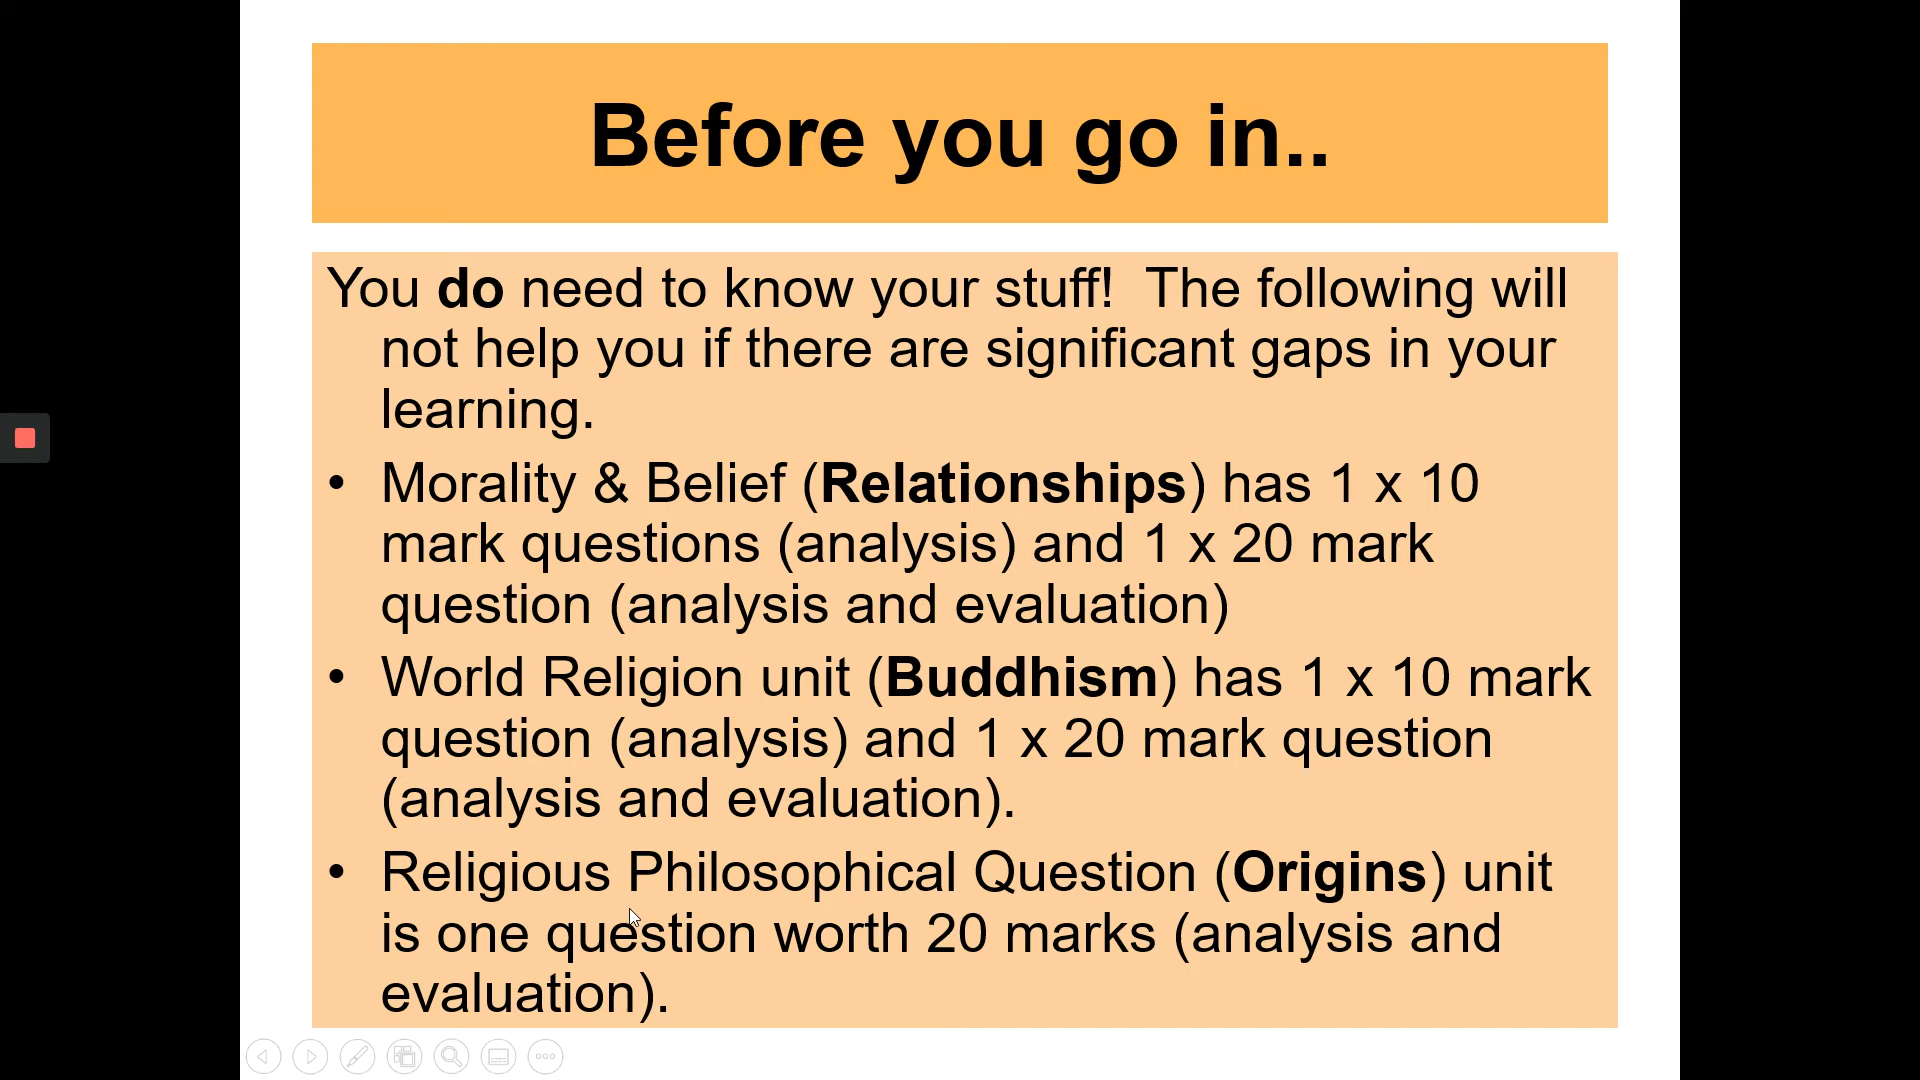 Before you go in..
You do need to know your stuff!  The following will
not help you if there are significant gaps in your
learning.
• Morality & Belief (Relationships) has 1 x 10
mark questions (analysis) and 1 x 20 mark
question (analysis and evaluation)
• World Religion unit (Buddhism) has 1 x 10 mark
question (analysis) and 1 x 20 mark question
(analysis and evaluation).
• Religious Philosophical Question (Origins) unit
is one question worth 20 marks (analysis and
evaluation).